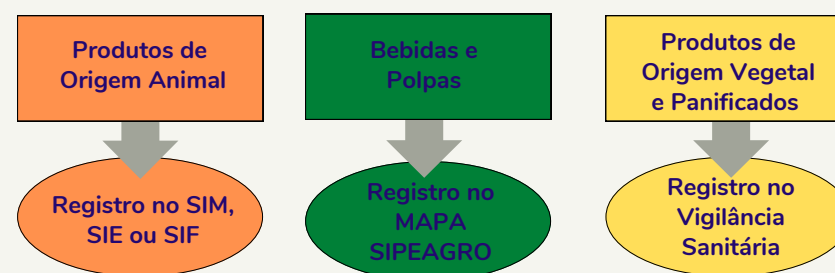 Produtos de
Origem Animal
Bebidas e
Polpas
Produtos de
Origem Vegetal
e Panificados
Registro no SIM,
SIE ou SIF
Registro no
MAPA
SIPEAGRO
Registro no
Vigilância
Sanitária